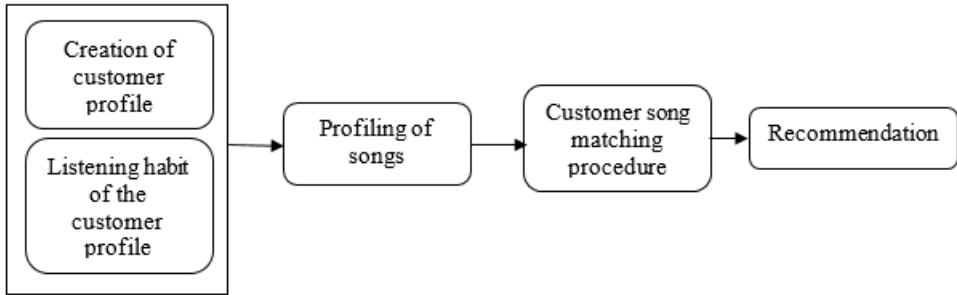 Creation of
customer
profile
Listening habit
of the
customer
profile
Profiling of
songs
Customer song
matching
procedure
Recommendation